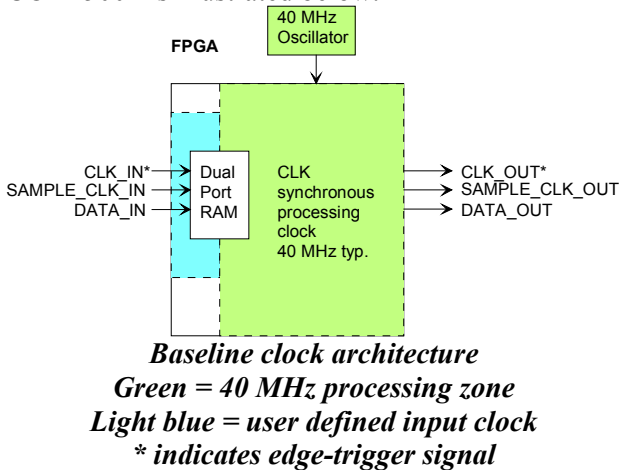 40 MHz
Oscillator
FPGA
CLK_IN*
SAMPLE_CLK_IN
DATA_IN
Dual
Port
RAM
CLK
synchronous
processing
clock
40 MHz typ.
CLK_OUT*
SAMPLE_CLK_OUT
DATA_OUT
Baseline clock architecture
Green = 40 MHz processing zone
Light blue = user defined input clock
* indicates edge-trigger signal